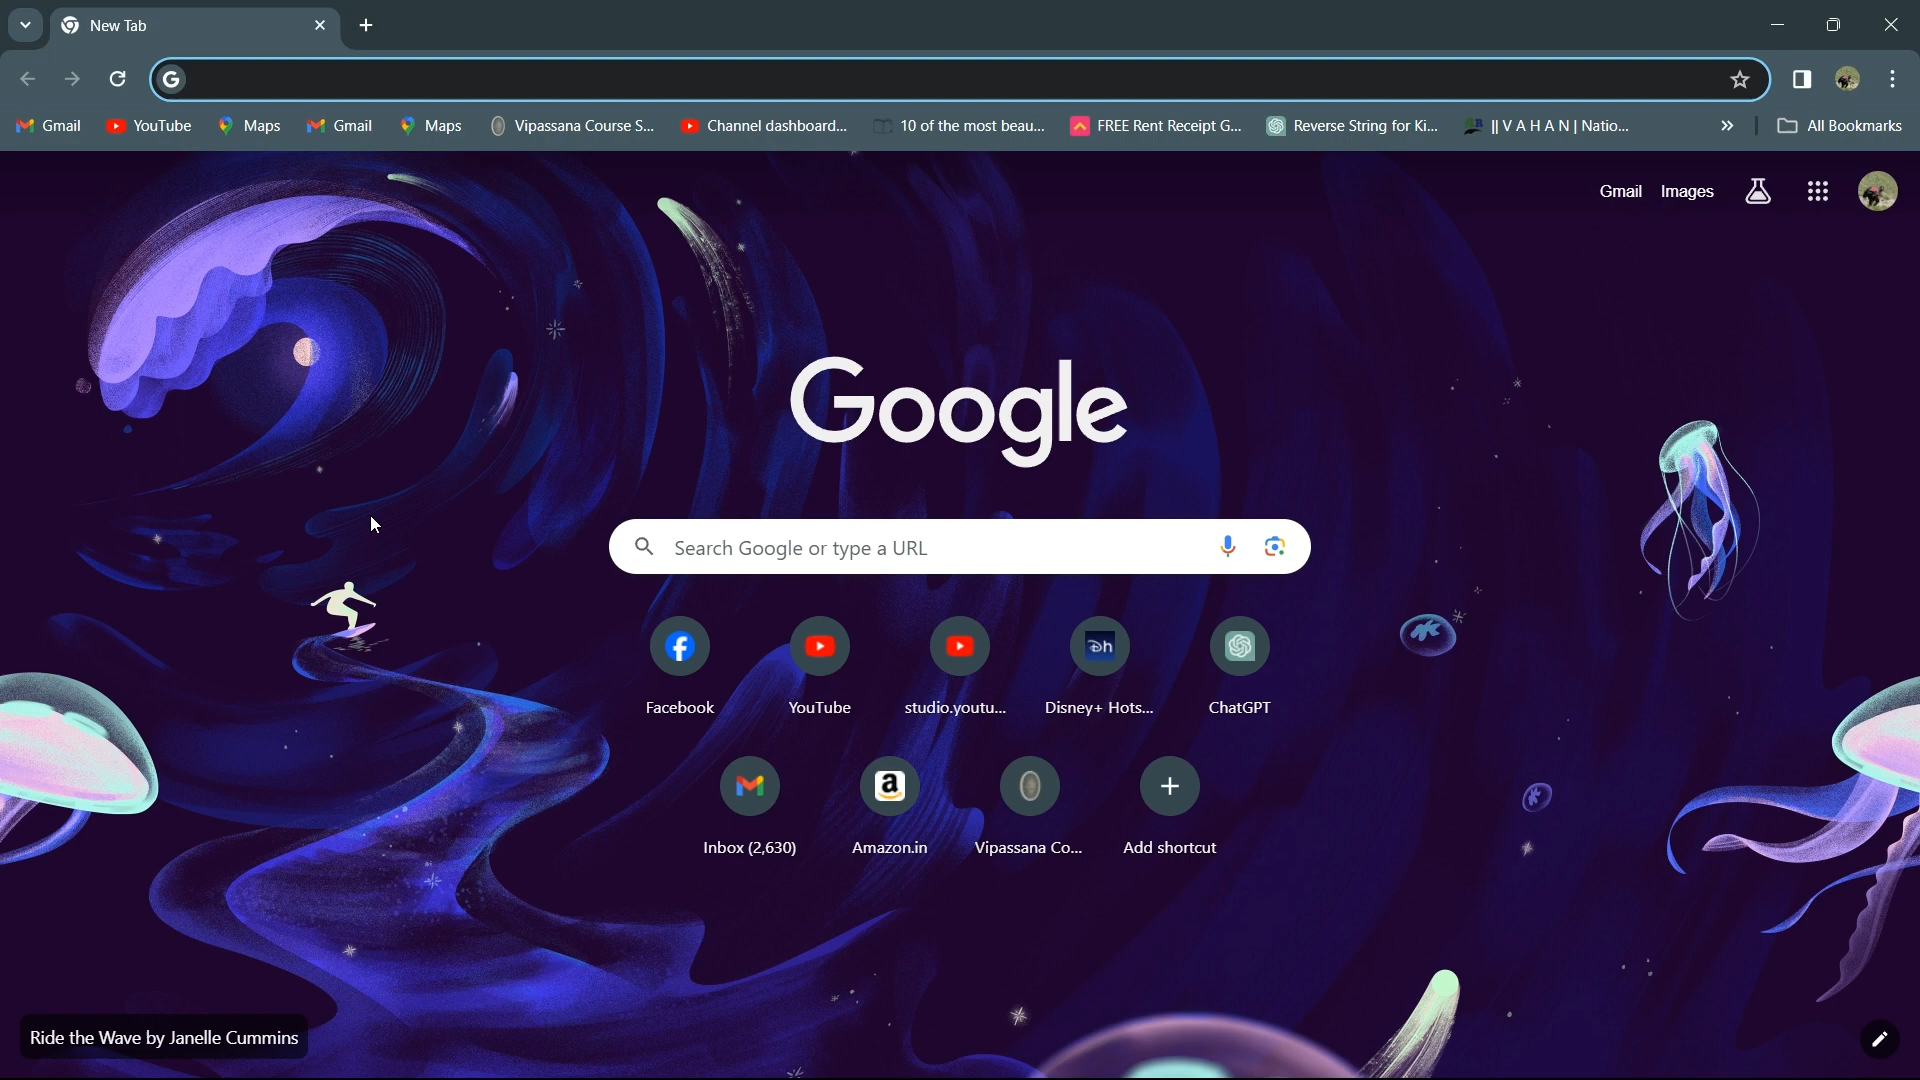 New Tab
Gmail YouTube Maps Gmail Maps Vipassana Course S... Channel dashboard... 10 of the most beau... FREE Rent Receipt G... Reverse String for Ki... || V A H A N | Natio... All Bookmarks
Gmail Images
Google
Search Google or type a URL
Facebook YouTube studio.youtu... Disney+ Hots... ChatGPT
Inbox (2,630) Amazon.in Vipassana Co... Add shortcut
Ride the Wave by Janelle Cummins